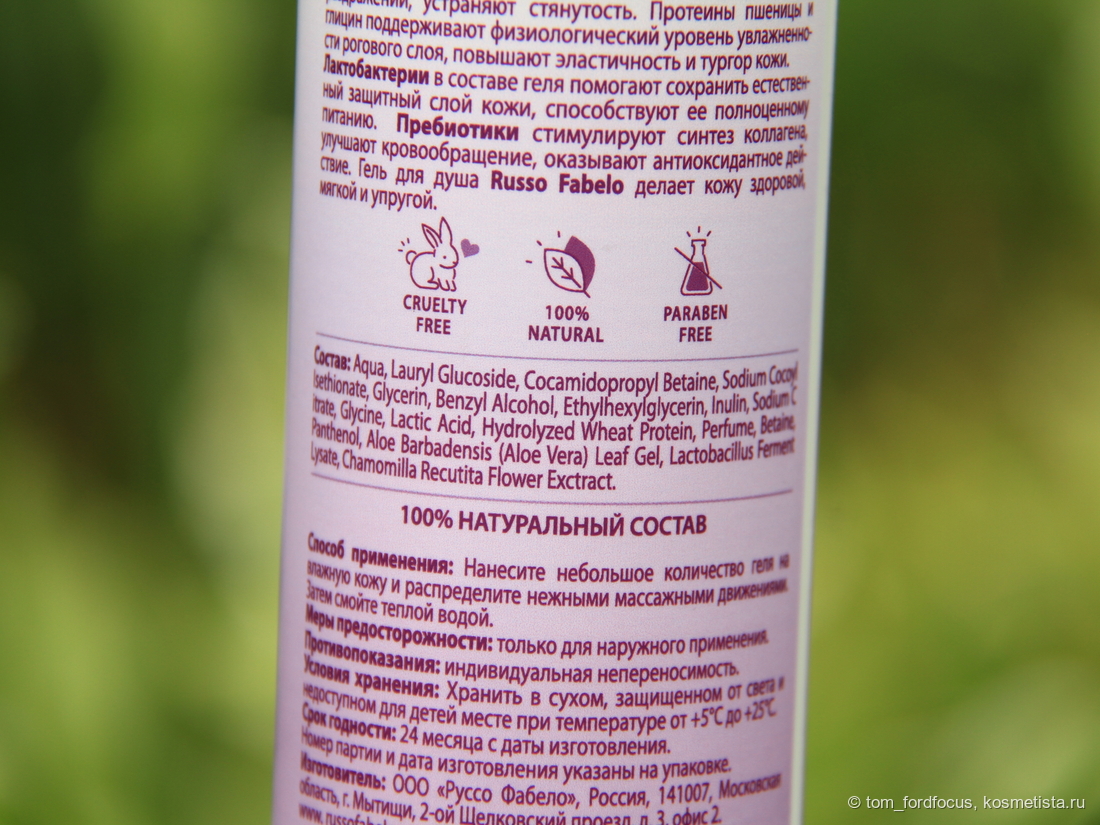 устраняют стянутость. Протеины пшеницы и
глицин поддерживают физиологический уровень увлажненно-
сти рогового слоя, повышают эластичность и тургор кожи.
Лактобактерии в составе геля помогают сохранить естествен-
ный защитный слой кожи, способствуют ее полноценному
питанию. Пребиотики стимулируют синтез коллагена,
улучшают кровообращение, оказывают антиоксидантное дей-
ствие. Гель для душа Russo Fabelo делает кожу здоровой,
мягкой и упругой.
CRUELTY
FREE
100%
NATURAL
PARABEN
FREE
Состав: Aqua, Lauryl Glucoside, Cocamidopropyl Betaine, Sodium Cocoyl
Isethionate, Glycerin, Benzyl Alcohol, Ethylhexylglycerin, Inulin, Sodium C
itrate, Glycine, Lactic Acid, Hydrolyzed Wheat Protein, Perfume, Betaine,
Panthenol, Aloe Barbadensis (Aloe Vera) Leaf Gel, Lactobacillus Ferment
Lysate, Chamomilla Recutita Flower Exctract.
100% НАТУРАЛЬНЫЙ СОСТАВ
Способ применения: Нанесите небольшое количество геля на
влажную кожу и распределите нежными массажными движениями.
Затем смойте теплой водой.
Меры предосторожности: только для наружного применения.
Противопоказания: индивидуальная непереносимость.
Условия хранения: Хранить в сухом, защищенном от света и
недоступном для детей месте при температуре от +5°C до +25°C.
Срок годности: 24 месяца с даты изготовления.
Номер партии и дата изготовления указаны на упаковке.
Изготовитель: ООО «Руссо Фабело», Россия, 141007, Московская
область, г. Мытищи, 2-ой Щелковский проезд, д. 3, офис 2.
© tom_fordfocus, kosmetista.ru